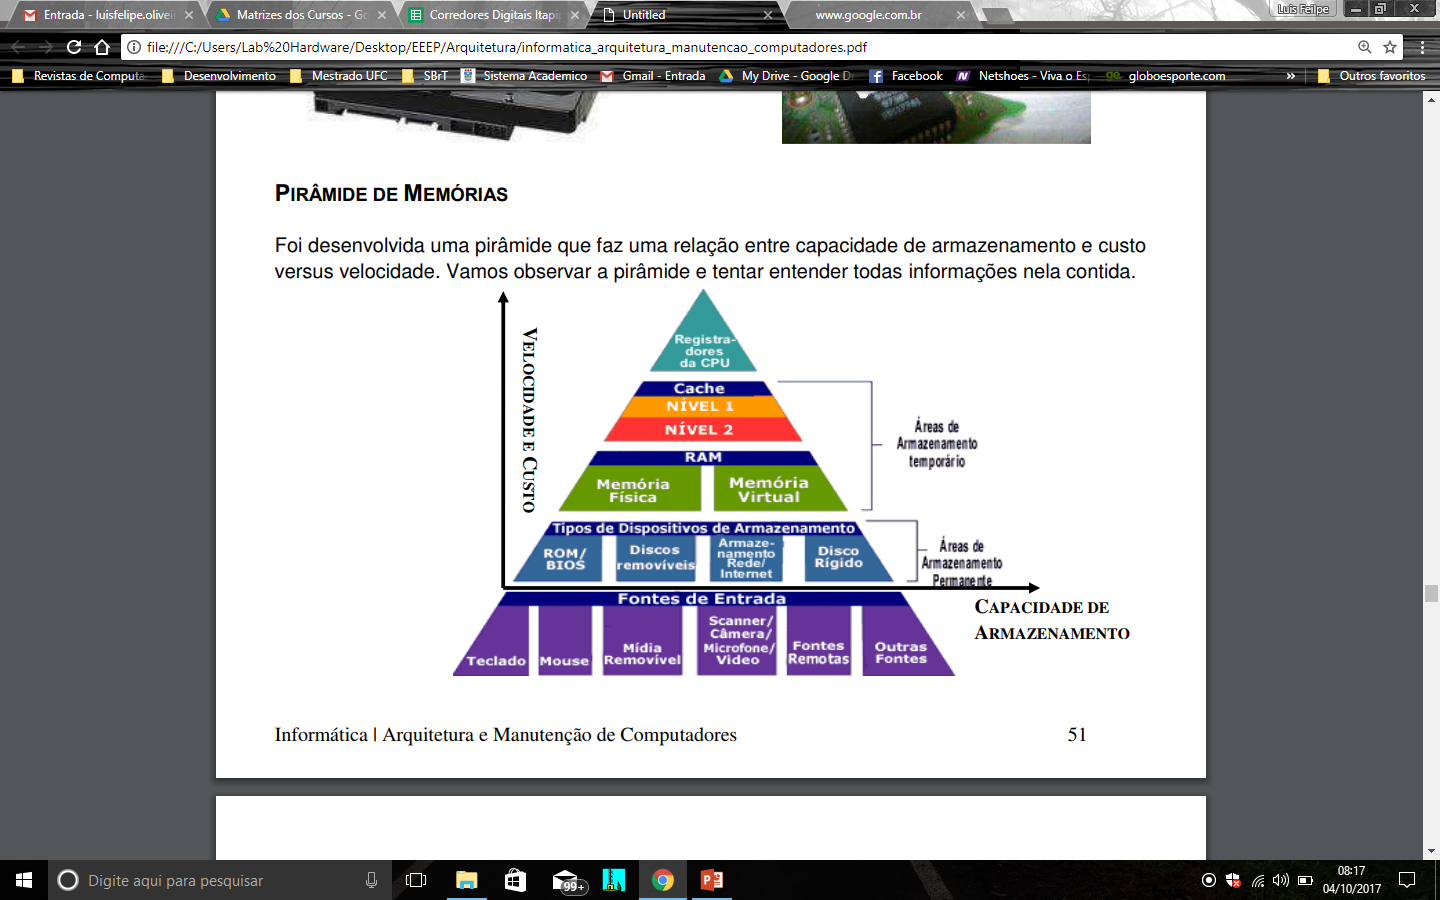 Entrada - luisfelipe.olivei
Matrizes dos Cursos - Go
Corredores Digitais Itapi
Untitled
www.google.com.br
Luis Felipe
file:///C:/Users/Lab%20Hardware/Desktop/EEEP/Arquitetura/informatica_arquitetura_manutencao_computadores.pdf
Revistas de Computa
Desenvolvimento
Mestrado UFC
SBrT
Sistema Academico
Gmail - Entrada
My Drive - Google Dr
Facebook
Netshoes - Viva o Esp
globoesporte.com
»
Outros favoritos
PIRÂMIDE DE MEMÓRIAS
Foi desenvolvida uma pirâmide que faz uma relação entre capacidade de armazenamento e custo
versus velocidade. Vamos observar a pirâmide e tentar entender todas informações nela contida.
VELOCIDADE E CUSTO
Registra-
dores
da CPU
Cache
NÍVEL 1
NÍVEL 2
RAM
Memória
Física
Memória
Virtual
Áreas de
Armazenamento
temporário
Tipos de Dispositivos de Armazenamento
ROM/
BIOS
Discos
removíveis
Armaze-
namento
Rede/
Internet
Disco
Rígido
Áreas de
Armazenamento
Permanente
CAPACIDADE DE
ARMAZENAMENTO
Fontes de Entrada
Teclado
Mouse
Mídia
Removível
Scanner/
Câmera/
Microfone/
Video
Fontes
Remotas
Outras
Fontes
Informática | Arquitetura e Manutenção de Computadores
51
Digite aqui para pesquisar
99+
08:17
04/10/2017